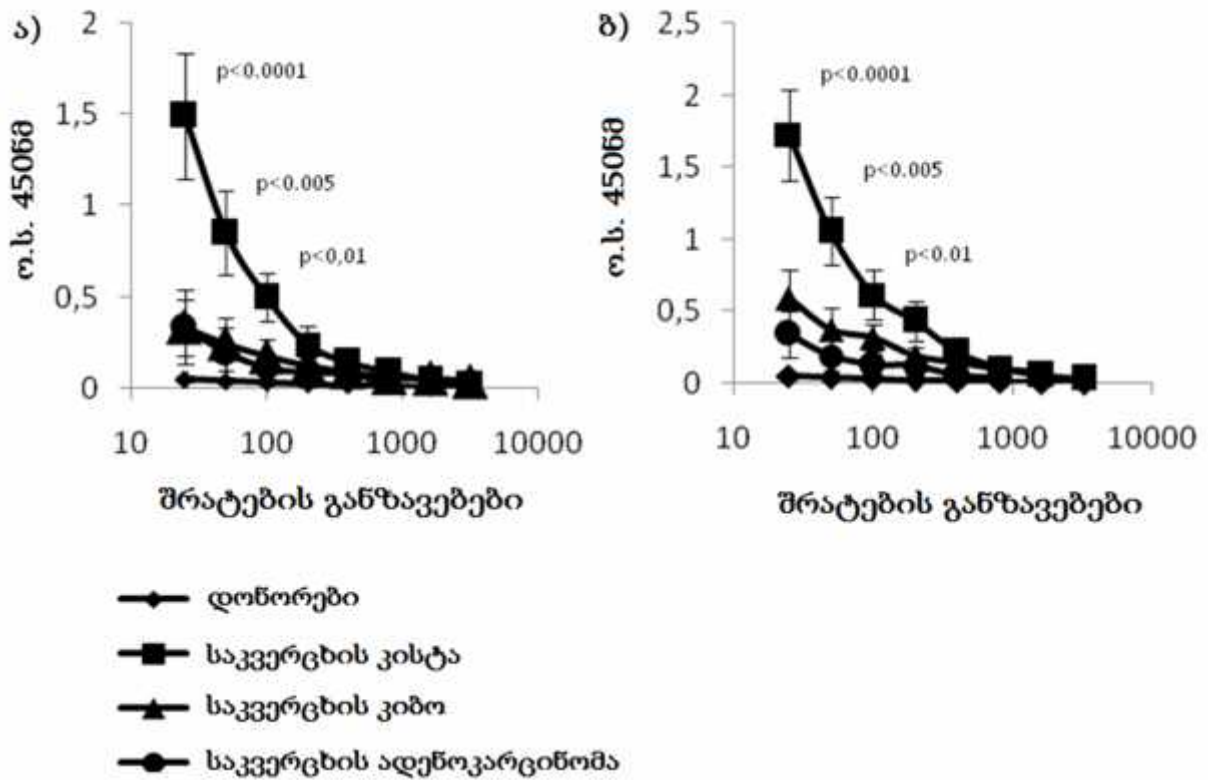 ა)
2
1,5
1
0,5
0
p<0.0001
p<0.005
p<0,01
ო.ს. 450ნმ
10 100 1000 10000
შრატების განზავებები
ბ)
2,5
2
1,5
1
0,5
0
p<0.0001
p<0.005
p<0.01
ო.ს. 450ნმ
10 100 1000 10000
შრატების განზავებები
დონორები
საკვერცხის კისტა
საკვერცხის კიბო
საკვერცხის ადენოკარცინომა